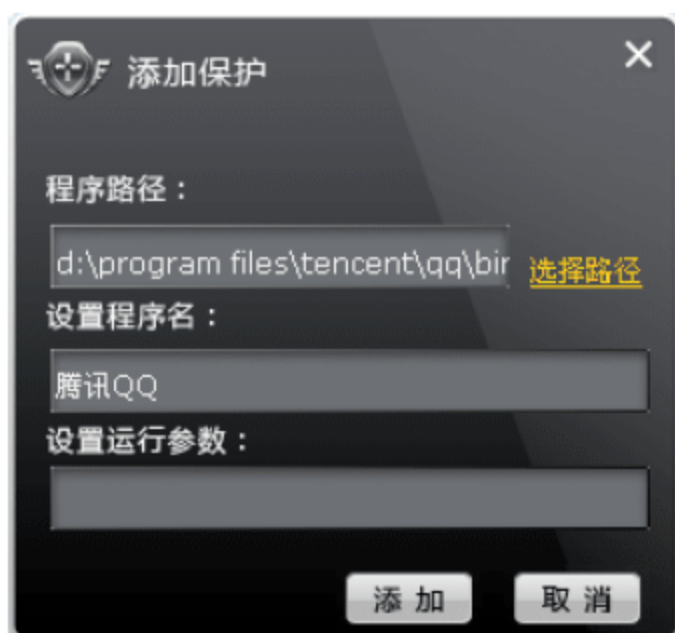 添加保护
程序路径：
d:\program files\tencent\qq\bin 选择路径
设置程序名：
腾讯QQ
设置运行参数：
添加 取消